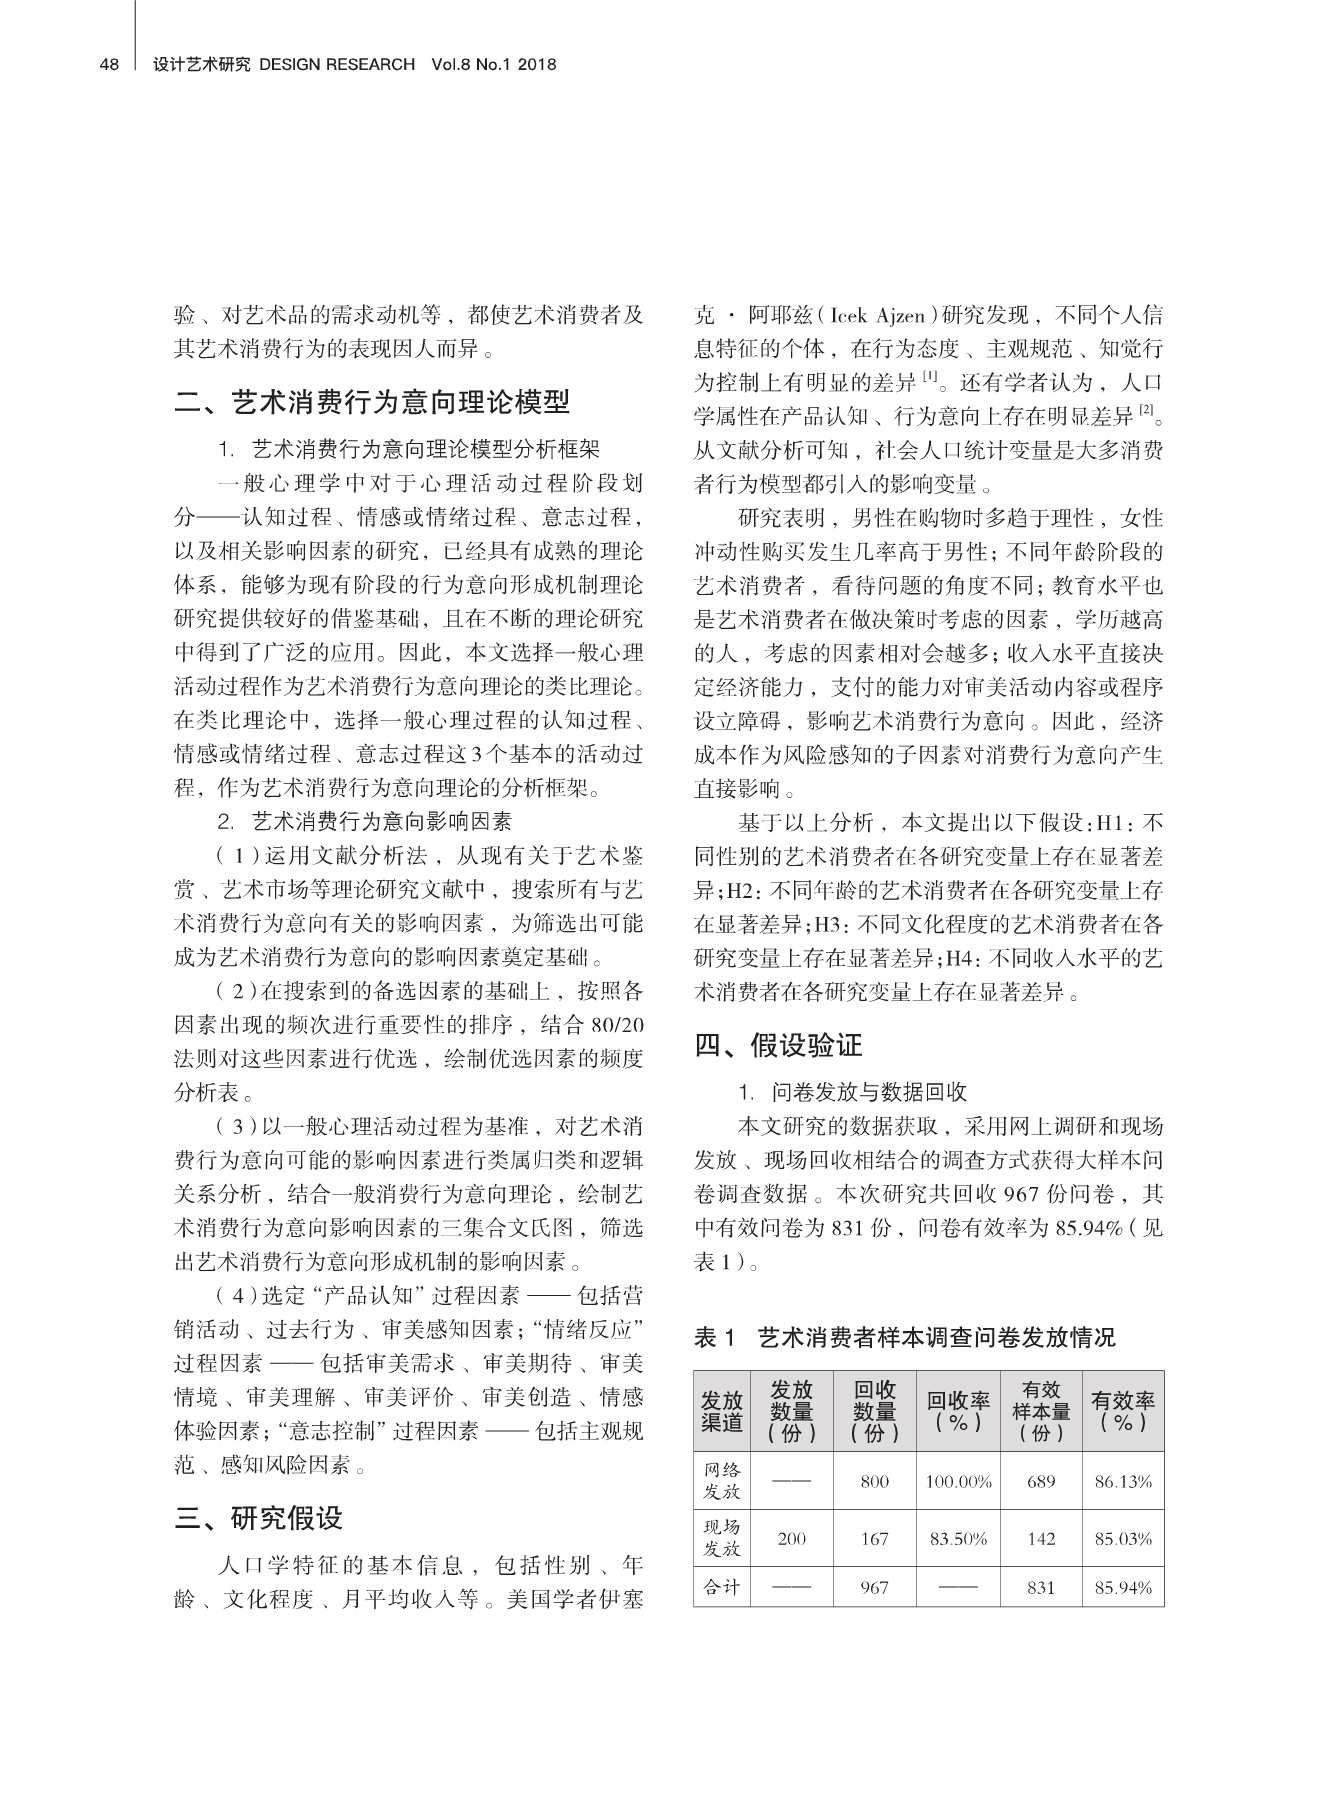 48 设计艺术研究 DESIGN RESEARCH Vol.8 No.1 2018
验、对艺术品的需求动机等，都使艺术消费者及
其艺术消费行为的表现因人而异。
二、艺术消费行为意向理论模型
1. 艺术消费行为意向理论模型分析框架
一般心理学中对于心理活动过程阶段划
分——认知过程、情感或情绪过程、意志过程，
以及相关影响因素的研究，已经具有成熟的理论
体系，能够为现有阶段的行为意向形成机制理论
研究提供较好的借鉴基础，且在不断的理论研究
中得到了广泛的应用。因此，本文选择一般心理
活动过程作为艺术消费行为意向理论的类比理论。
在类比理论中，选择一般心理过程的认知过程、
情感或情绪过程、意志过程这3个基本的活动过
程，作为艺术消费行为意向理论的分析框架。
2. 艺术消费行为意向影响因素
（1）运用文献分析法，从现有关于艺术鉴
赏、艺术市场等理论研究文献中，搜索所有与艺
术消费行为意向有关的影响因素，为筛选出可能
成为艺术消费行为意向的影响因素奠定基础。
（2）在搜索到的备选因素的基础上，按照各
因素出现的频次进行重要性的排序，结合 80/20
法则对这些因素进行优选，绘制优选因素的频度
分析表。
（3）以一般心理活动过程为基准，对艺术消
费行为意向可能的影响因素进行类属归类和逻辑
关系分析，结合一般消费行为意向理论，绘制艺
术消费行为意向影响因素的三集合文氏图，筛选
出艺术消费行为意向形成机制的影响因素。
（4）选定“产品认知”过程因素——包括营
销活动、过去行为、审美感知因素；“情绪反应”
过程因素——包括审美需求、审美期待、审美
情境、审美理解、审美评价、审美创造、情感
体验因素；“意志控制”过程因素——包括主观规
范、感知风险因素。
三、研究假设
人口学特征的基本信息，包括性别、年
龄、文化程度、月平均收入等。美国学者伊塞
克·阿耶兹（Icek Ajzen）研究发现，不同个人信
息特征的个体，在行为态度、主观规范、知觉行
为控制上有明显的差异[1]。还有学者认为，人口
学属性在产品认知、行为意向上存在明显差异[2]。
从文献分析可知，社会人口统计变量是大多消费
者行为模型都引入的影响变量。
研究表明，男性在购物时多趋于理性，女性
冲动性购买发生几率高于男性；不同年龄阶段的
艺术消费者，看待问题的角度不同；教育水平也
是艺术消费者在做决策时考虑的因素，学历越高
的人，考虑的因素相对会越多；收入水平直接决
定经济能力，支付的能力对审美活动内容或程序
设立障碍，影响艺术消费行为意向。因此，经济
成本作为风险感知的子因素对消费行为意向产生
直接影响。
基于以上分析，本文提出以下假设：H1：不
同性别的艺术消费者在各研究变量上存在显著差
异；H2：不同年龄的艺术消费者在各研究变量上存
在显著差异；H3：不同文化程度的艺术消费者在各
研究变量上存在显著差异；H4：不同收入水平的艺
术消费者在各研究变量上存在显著差异。
四、假设验证
1. 问卷发放与数据回收
本文研究的数据获取，采用网上调研和现场
发放、现场回收相结合的调查方式获得大样本问
卷调查数据。本次研究共回收 967 份问卷，其
中有效问卷为 831 份，问卷有效率为 85.94%（见
表 1）。
表 1 艺术消费者样本调查问卷发放情况
发放渠道 发放数量（份） 回收数量（份） 回收率（%） 有效样本量（份） 有效率（%）
网络发放 —— 800 100.00% 689 86.13%
现场发放 200 167 83.50% 142 85.03%
合计 —— 967 —— 831 85.94%